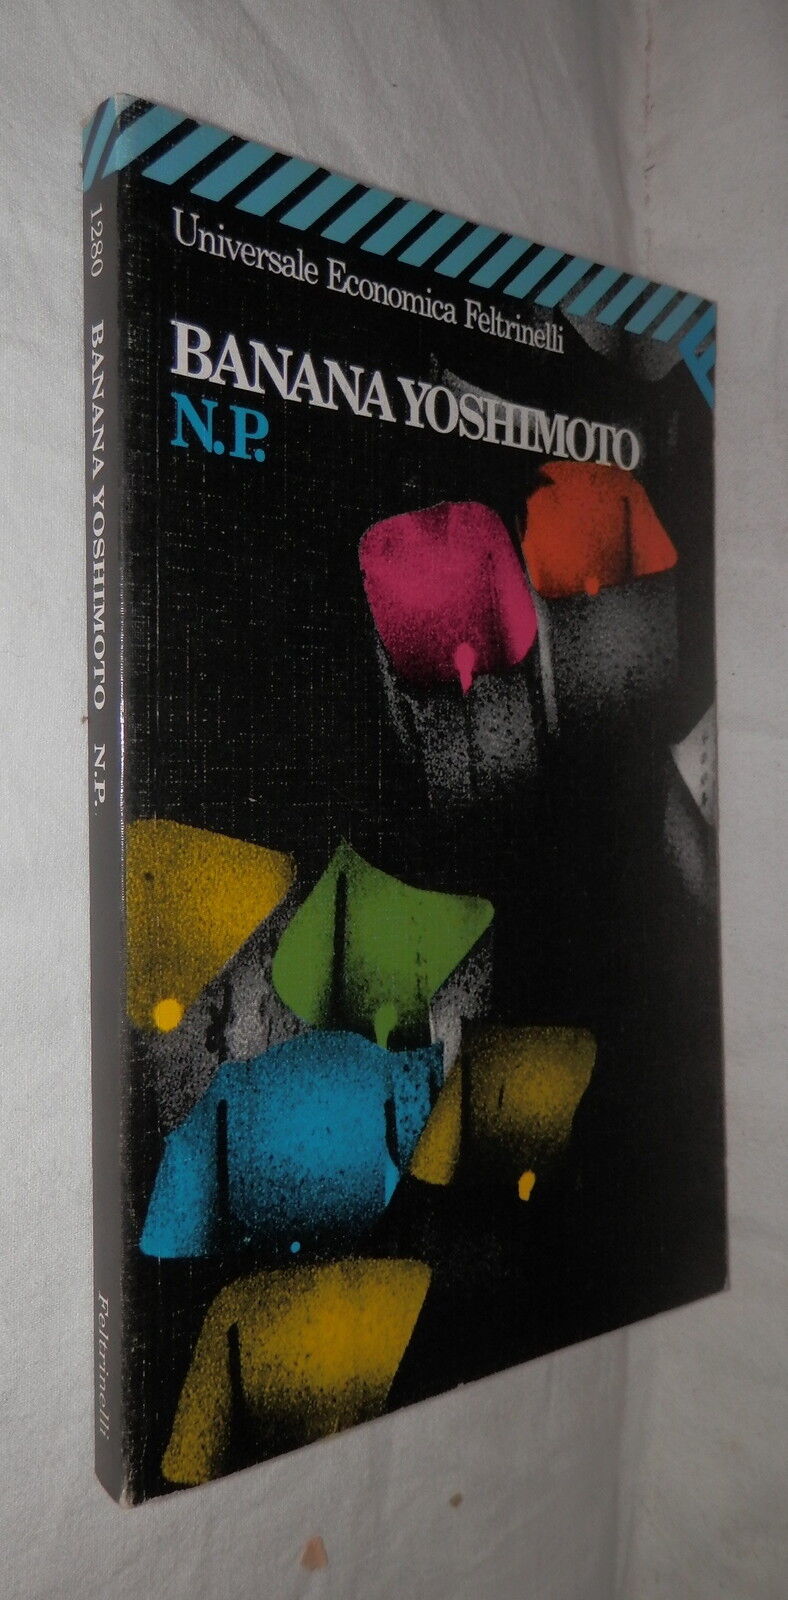 Universale Economica Feltrinelli
BANANA YOSHIMOTO
N.P.
1280 BANANA YOSHIMOTO N.P. Feltrinelli